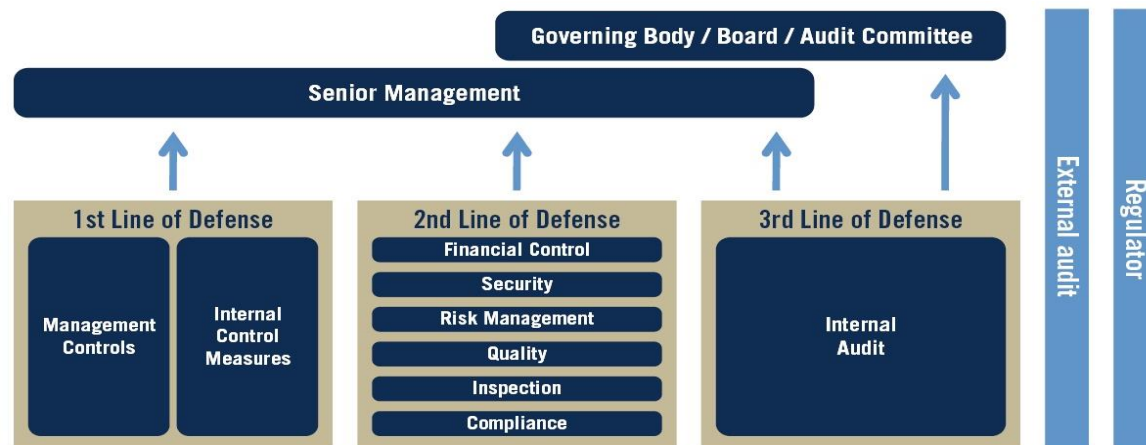 Governing Body / Board / Audit Committee
Senior Management
1st Line of Defense
Management
Controls
Internal
Control
Measures
2nd Line of Defense
Financial Control
Security
Risk Management
Quality
Inspection
Compliance
3rd Line of Defense
Internal
Audit
External audit
Regulator